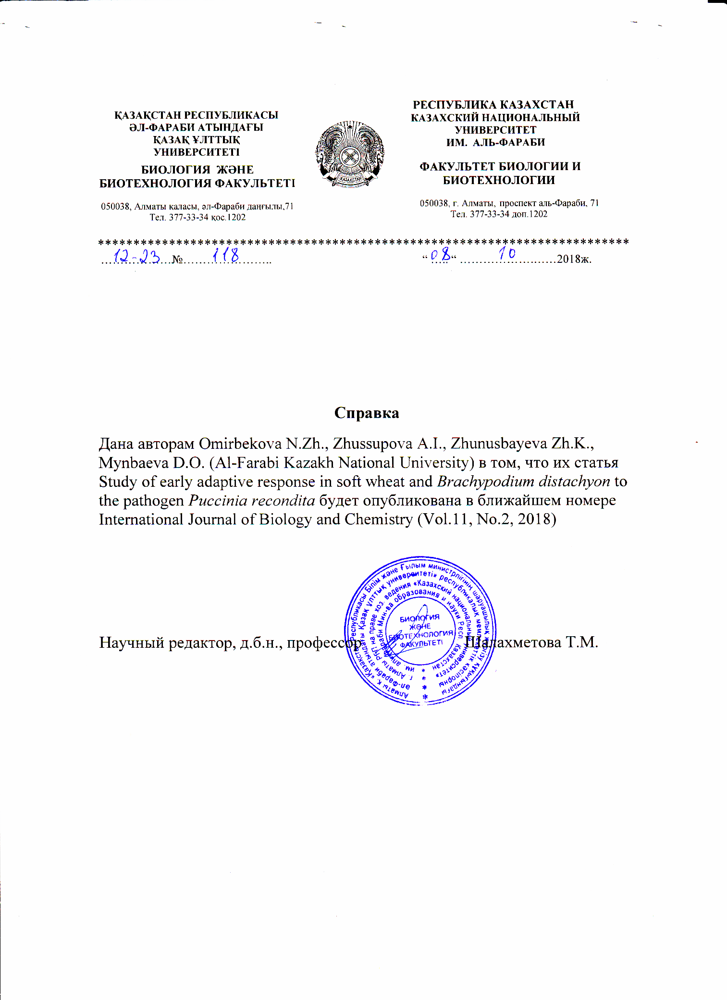 ҚАЗАҚСТАН РЕСПУБЛИКАСЫ
ӘЛ-ФАРАБИ АТЫНДАҒЫ
ҚАЗАҚ ҰЛТТЫҚ
УНИВЕРСИТЕТІ
БИОЛОГИЯ ЖӘНЕ
БИОТЕХНОЛОГИЯ ФАКУЛЬТЕТІ
050038, Алматы қаласы, әл-Фараби даңғылы,71
Тел. 377-33-34 қос.1202
ҚАЗАҚСТАН
РЕСПУБЛИКА КАЗАХСТАН
КАЗАХСКИЙ НАЦИОНАЛЬНЫЙ
УНИВЕРСИТЕТ
ИМ. АЛЬ-ФАРАБИ
ФАКУЛЬТЕТ БИОЛОГИИ И
БИОТЕХНОЛОГИИ
050038, г. Алматы, проспект аль-Фараби, 71
Тел. 377-33-34 доп.1202
***************************************************************************
12-23 № 118 “ 08 “ 10 2018ж.
Справка
Дана авторам Omirbekova N.Zh., Zhussupova A.I., Zhunusbayeva Zh.K.,
Mynbaeva D.O. (Al-Farabi Kazakh National University) в том, что их статья
Study of early adaptive response in soft wheat and Brachypodium distachyon to
the pathogen Puccinia recondita будет опубликована в ближайшем номере
International Journal of Biology and Chemistry (Vol.11, No.2, 2018)
Научный редактор, д.б.н., профессор Шалахметова Т.М.
Алматы қ. «Қазақстан Республикасы Білім және Ғылым министрлігінің шаруашылық жүргізу құқығындағы
әл-Фараби атындағы Қазақ ұлттық университеті» республикалық мемлекеттік кәсіпорны
г. Алматы РГП на праве хоз. ведения «Казахский национальный университет»
им. аль-Фараби Мин-ва образования и науки Респ. Казахстан
БИОЛОГИЯ
ЖӘНЕ
БИОТЕХНОЛОГИЯ
ФАКУЛЬТЕТІ